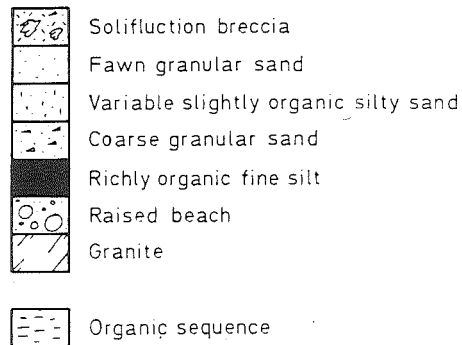 Solifluction breccia
Fawn granular sand
Variable slightly organic silty sand
Coarse granular sand
Richly organic fine silt
Raised beach
Granite
Organic sequence